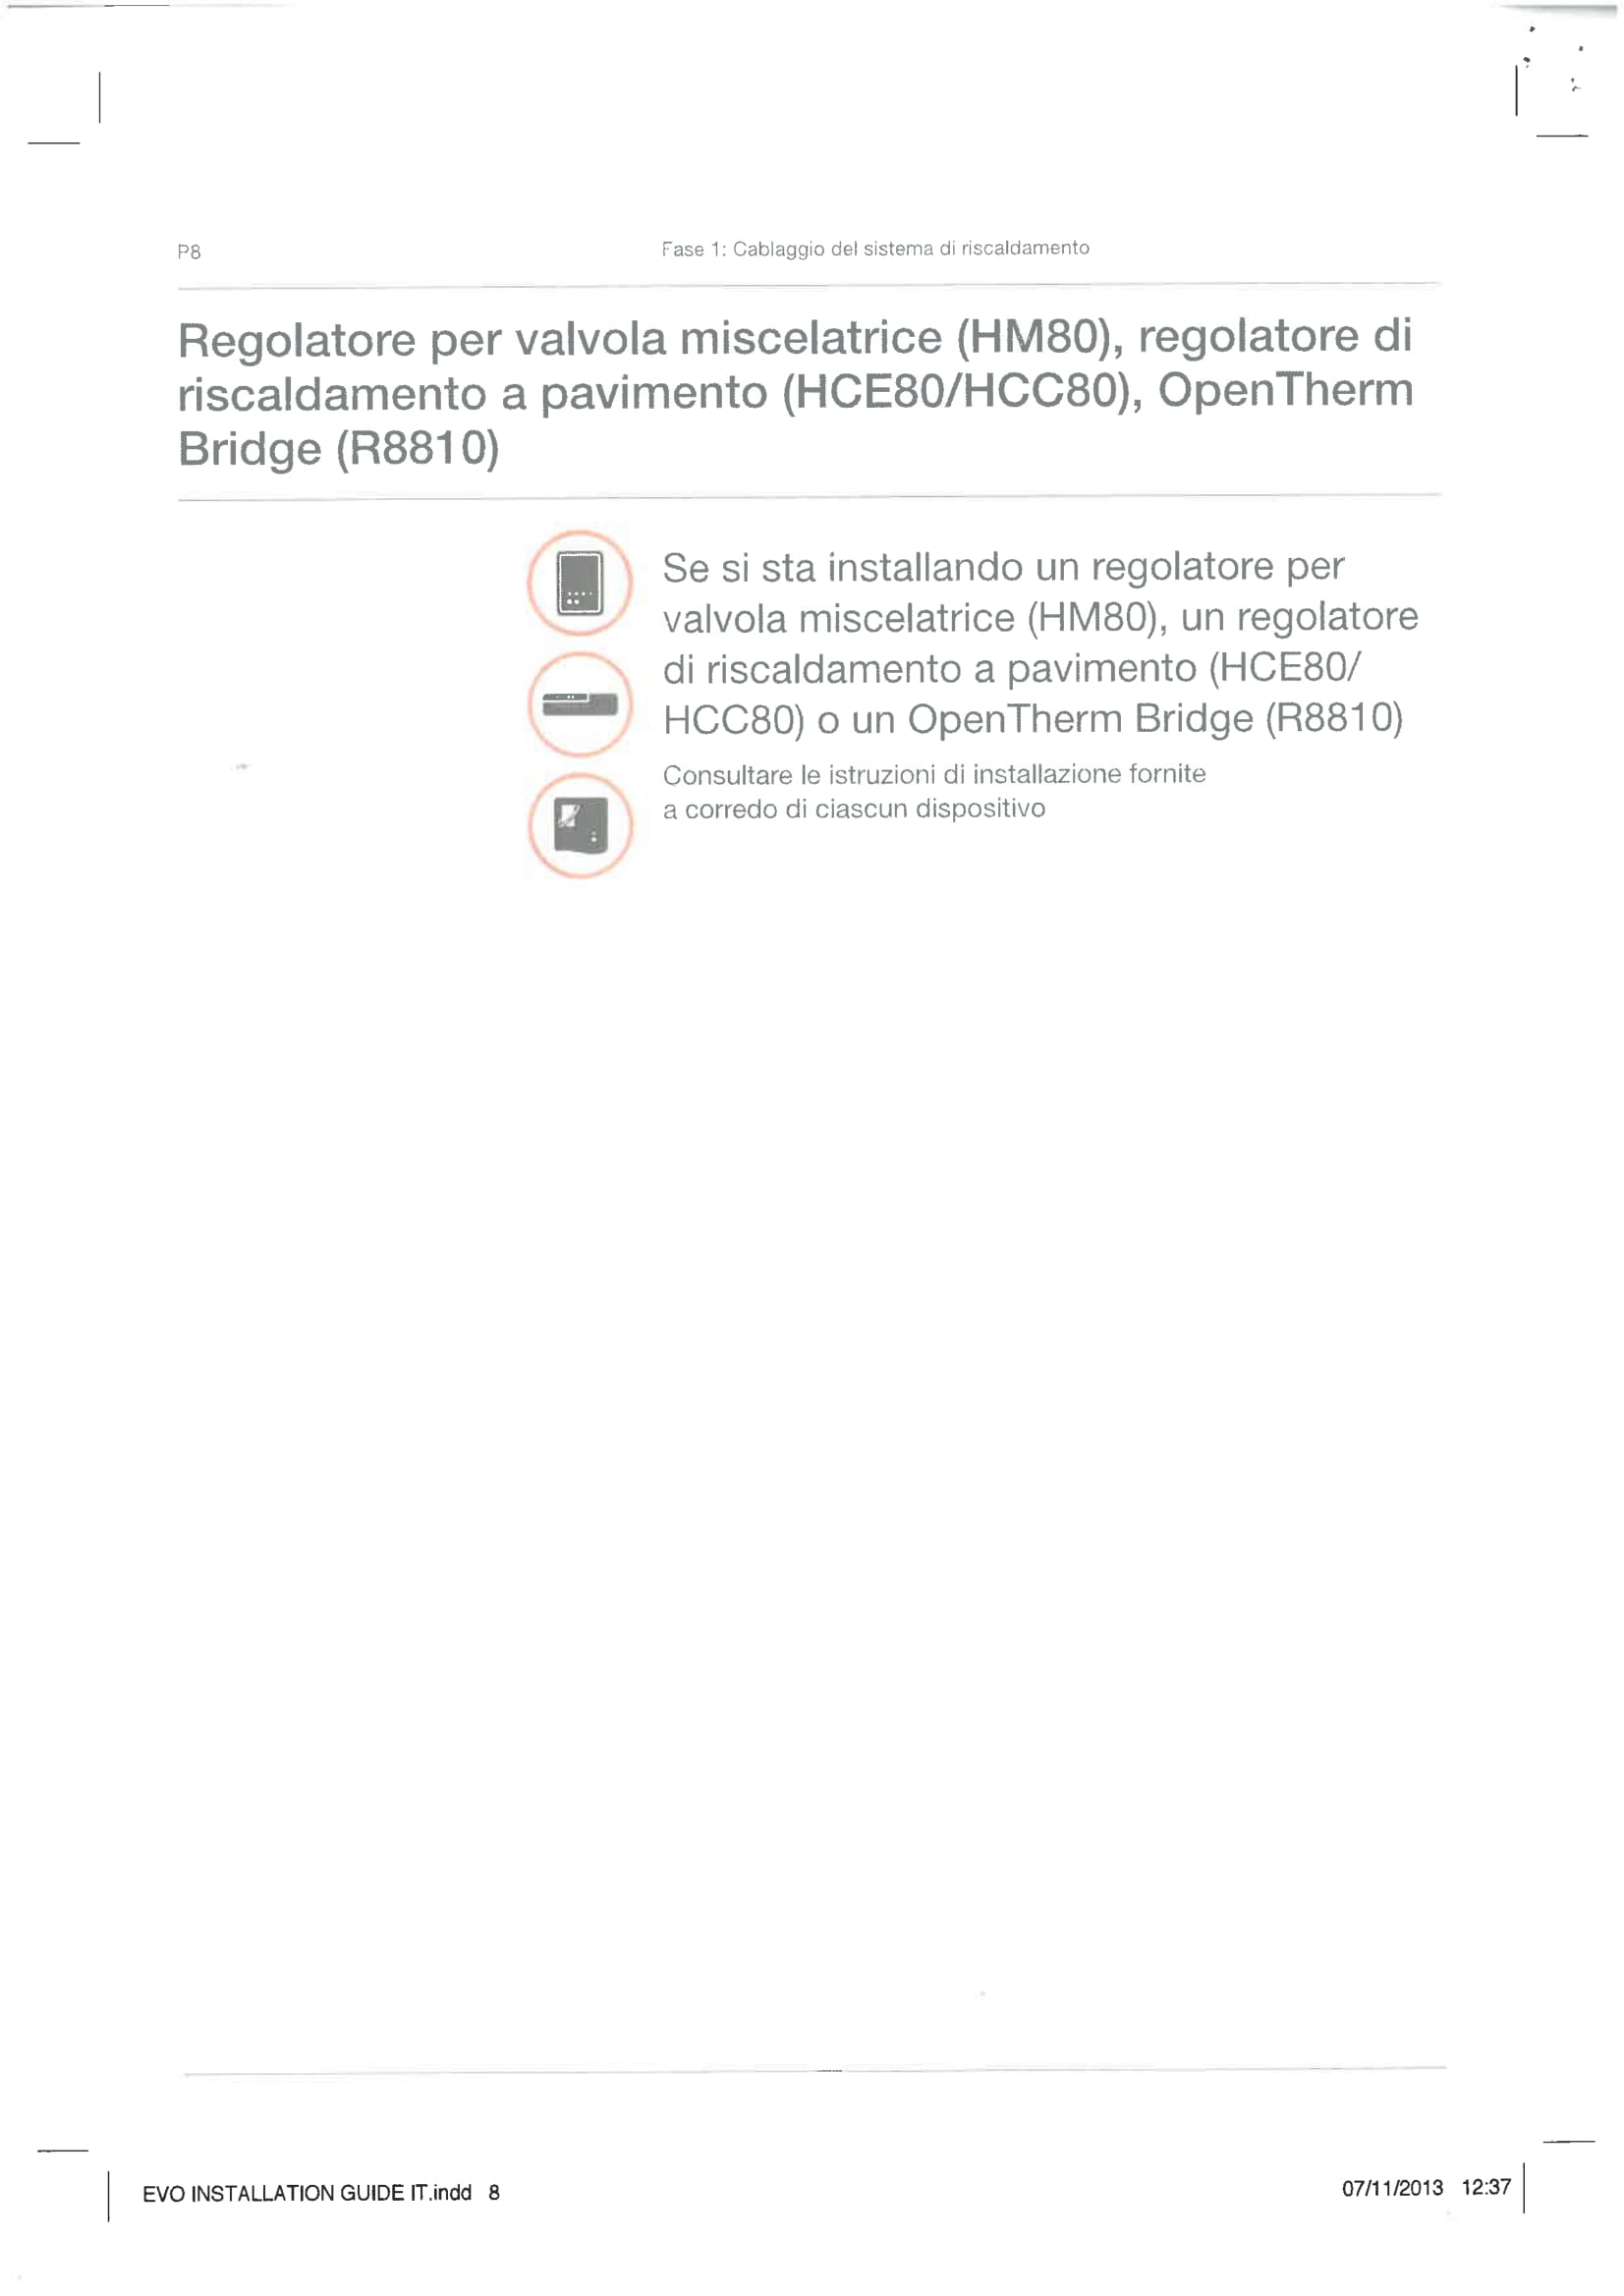 P8
Fase 1: Cablaggio del sistema di riscaldamento
Regolatore per valvola miscelatrice (HM80), regolatore di
riscaldamento a pavimento (HCE80/HCC80), OpenTherm
Bridge (R8810)
Se si sta installando un regolatore per
valvola miscelatrice (HM80), un regolatore
di riscaldamento a pavimento (HCE80/
HCC80) o un OpenTherm Bridge (R8810)
Consultare le istruzioni di installazione fornite
a corredo di ciascun dispositivo
EVO INSTALLATION GUIDE IT.indd 8
07/11/2013 12:37